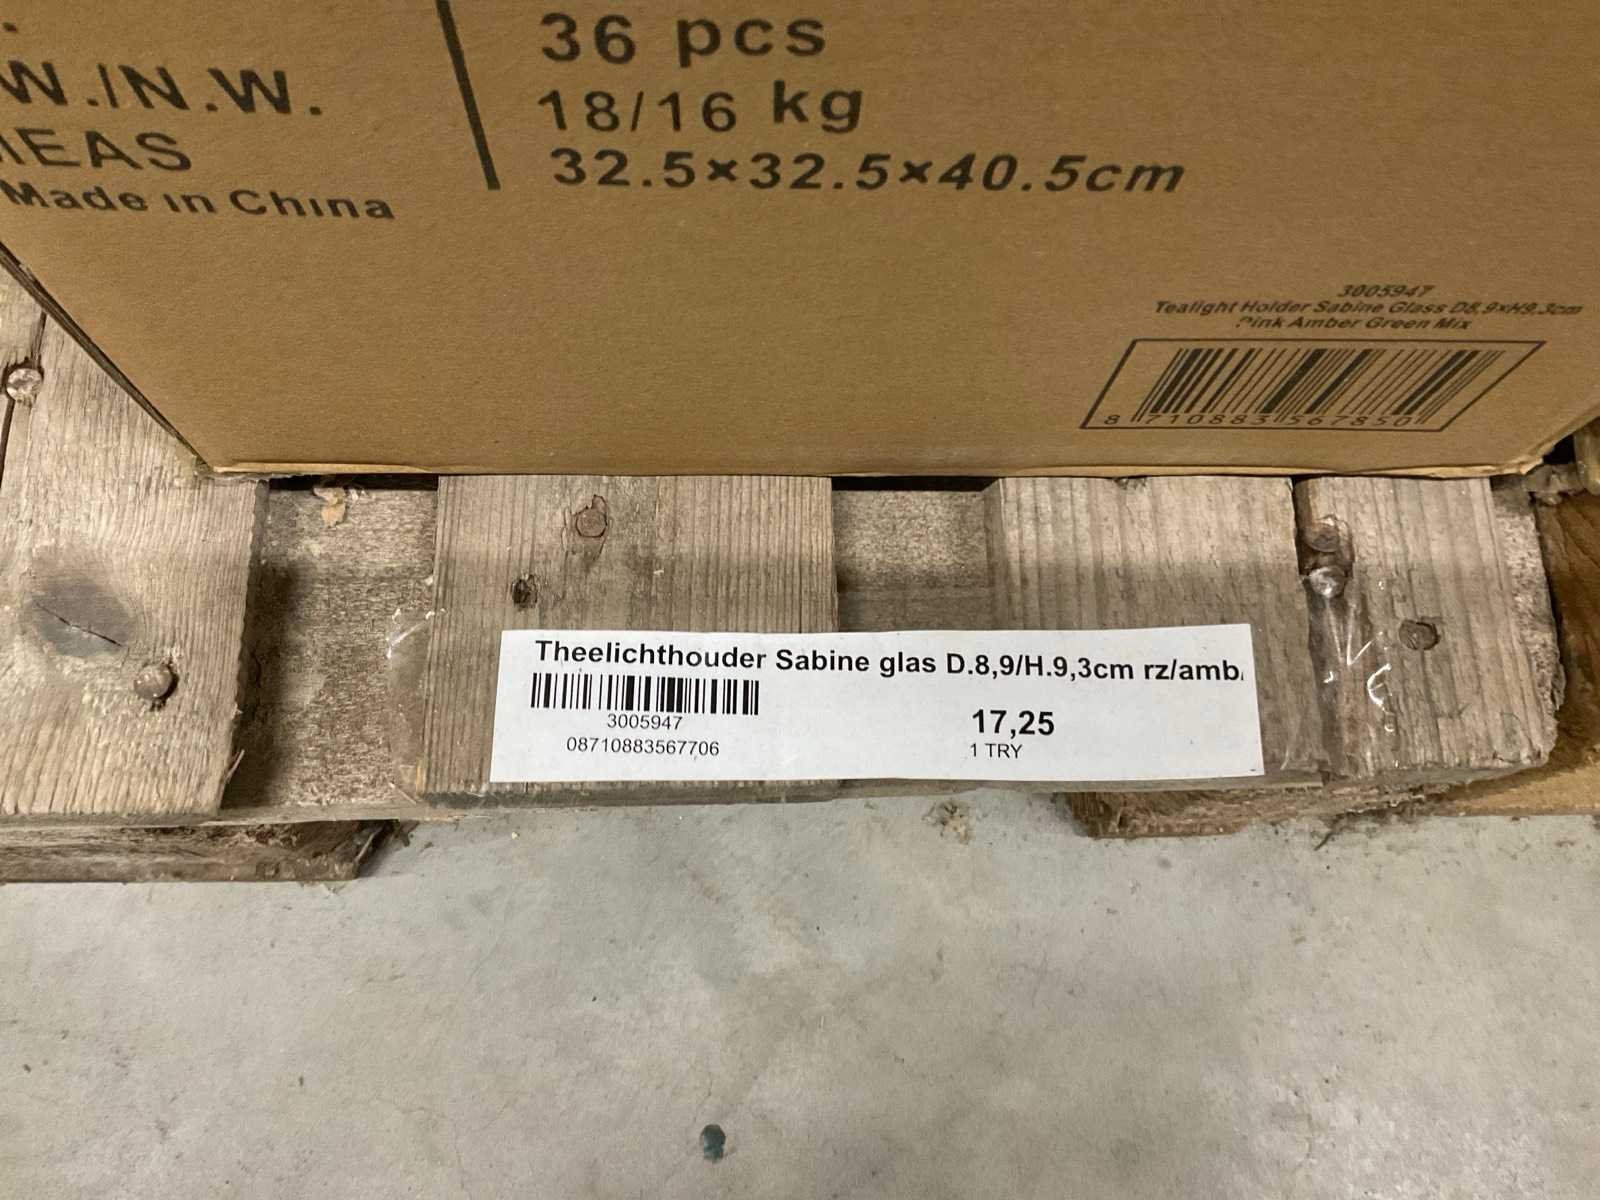 36 pcs
W./N.W.
18/16 kg
MEAS
32.5×32.5×40.5cm
Made in China
3005947
Tealight Holder Sabine Glass D8,9×H9,3cm
Pink Amber Green Mix
8 710883 567850
Theelichthouder Sabine glas D.8,9/H.9,3cm rz/amb.
3005947
17,25
08710883567706
1 TRY